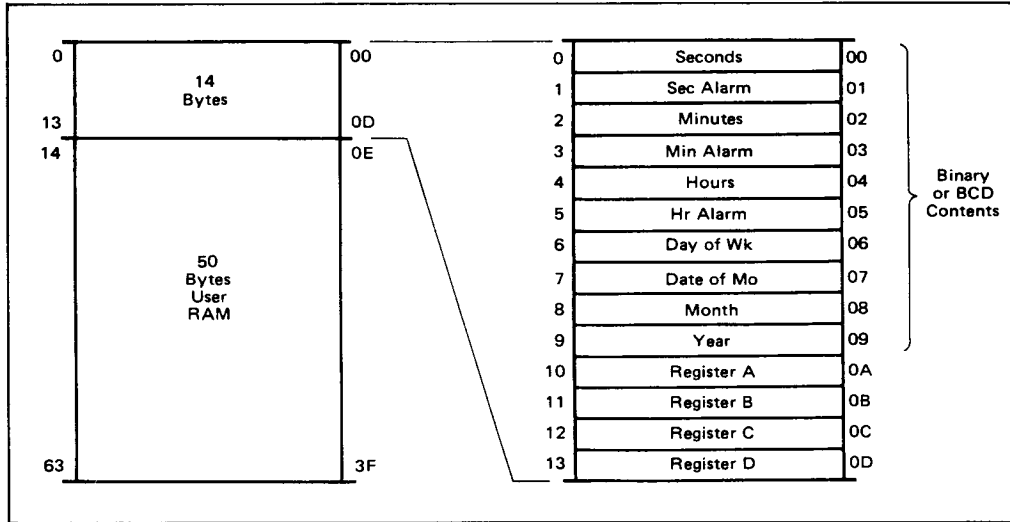 0 00
14
Bytes
13 0D
14 0E
50
Bytes
User
RAM
63 3F
0 Seconds 00
1 Sec Alarm 01
2 Minutes 02
3 Min Alarm 03
4 Hours 04
5 Hr Alarm 05
6 Day of Wk 06
7 Date of Mo 07
8 Month 08
9 Year 09
10 Register A 0A
11 Register B 0B
12 Register C 0C
13 Register D 0D
Binary
or BCD
Contents